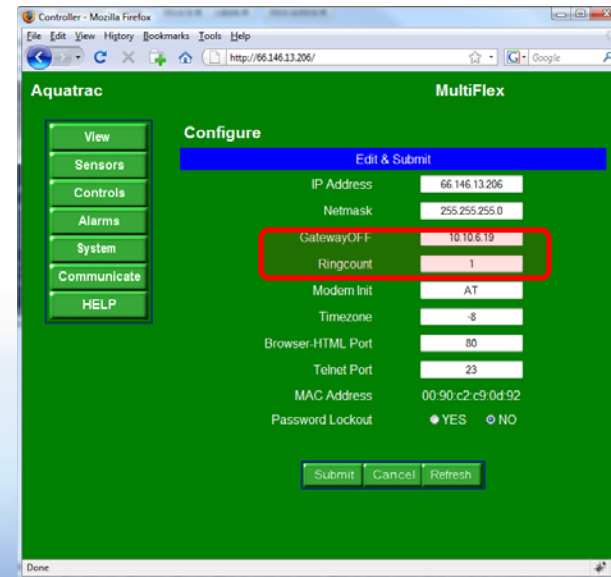 Controller - Mozilla Firefox
File Edit View History Bookmarks Tools Help
http://66.146.13.206/
Google
Aquatrac MultiFlex
Configure
View
Sensors
Controls
Alarms
System
Communicate
HELP
Edit & Submit
IP Address 66.146.13.206
Netmask 255.255.255.0
GatewayOFF 10.10.6.19
Ringcount 1
Modem Init AT
Timezone -8
Browser-HTML Port 80
Telnet Port 23
MAC Address 00:90:c2:c9:0d:92
Password Lockout YES NO
Submit Cancel Refresh
Done